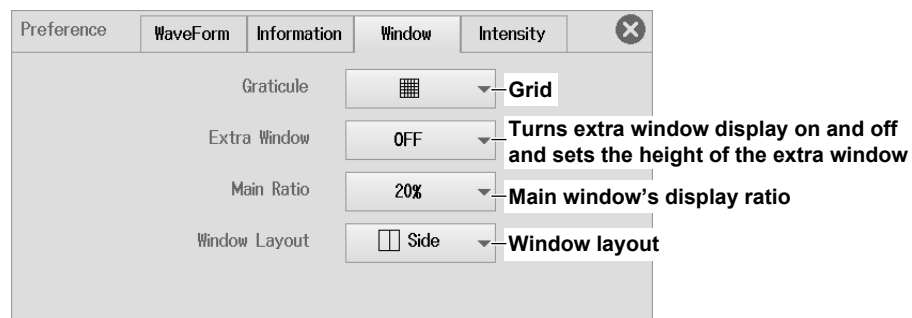 Preference WaveForm Information Window Intensity
Graticule Grid
Extra Window OFF Turns extra window display on and off
and sets the height of the extra window
Main Ratio 20% Main window's display ratio
Window Layout Side Window layout